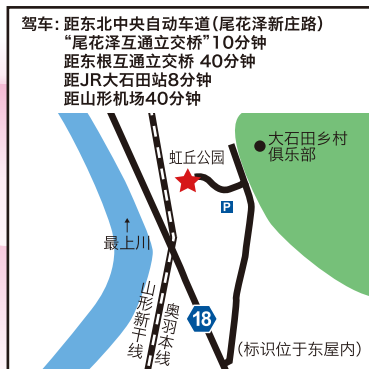 驾车: 距东北中央自动车道(尾花泽新庄路)
“尾花泽互通立交桥”10分钟
距东根互通立交桥 40分钟
距JR大石田站8分钟
距山形机场40分钟
大石田乡村
俱乐部
虹丘公园
P
最上川
山形新干线
奥羽本线
18
(标识位于东屋内)